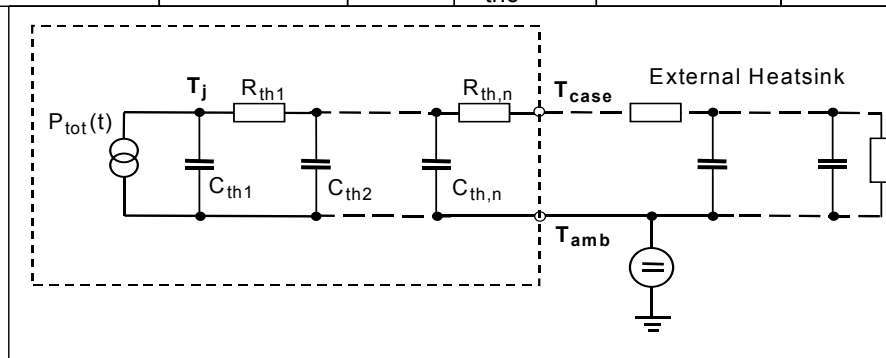 T_j
R_th1
R_th,n
T_case
External Heatsink
P_tot(t)
C_th1
C_th2
C_th,n
T_amb